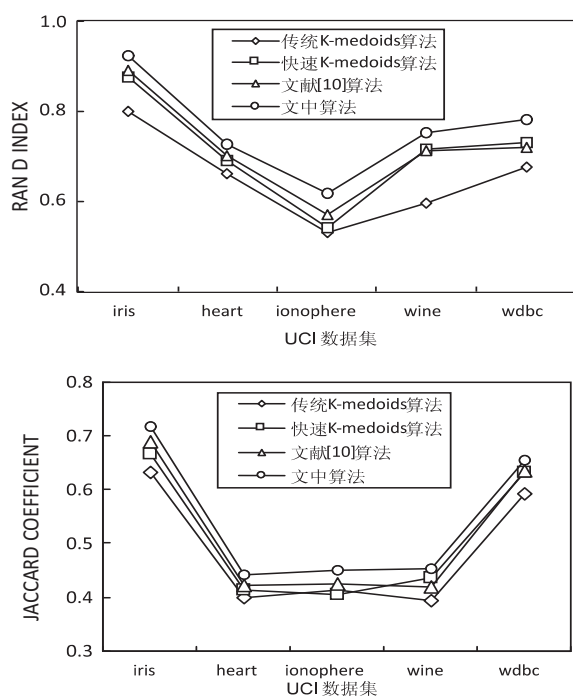 1.0
0.8
0.6
0.4
RAN D INDEX
传统K-medoids算法
快速K-medoids算法
文献[10]算法
文中算法
iris heart ionophere wine wdbc
UCI 数据集
0.8
0.7
0.6
0.5
0.4
0.3
JACCARD COEFFICIENT
传统K-medoids算法
快速K-medoids算法
文献[10]算法
文中算法
iris heart ionophere wine wdbc
UCI 数据集